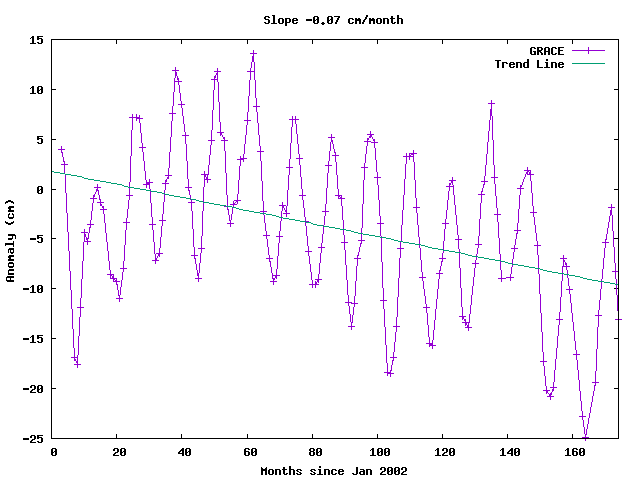 Slope -0.07 cm/month
GRACE
Trend Line
Anomaly (cm)
15
10
5
0
-5
-10
-15
-20
-25
0 20 40 60 80 100 120 140 160
Months since Jan 2002